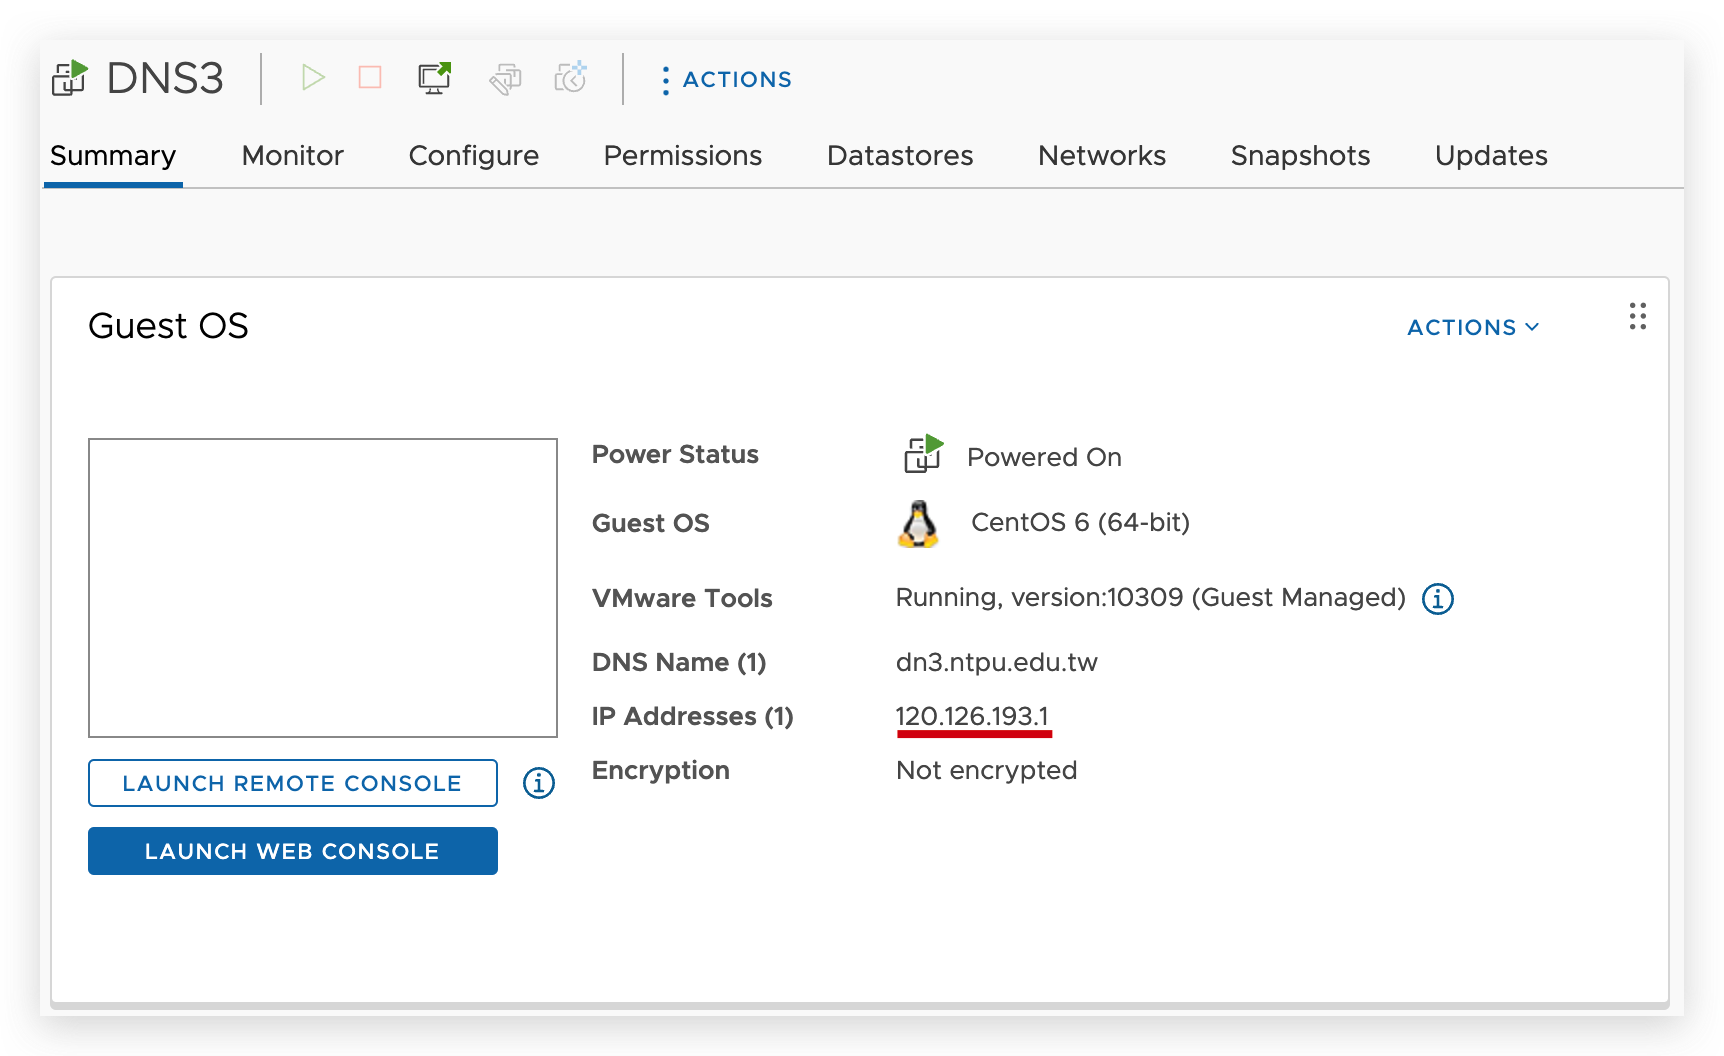 DNS3
ACTIONS
Summary Monitor Configure Permissions Datastores Networks Snapshots Updates
Guest OS
ACTIONS
Power Status Powered On
Guest OS CentOS 6 (64-bit)
VMware Tools Running, version:10309 (Guest Managed)
DNS Name (1) dn3.ntpu.edu.tw
IP Addresses (1) 120.126.193.1
Encryption Not encrypted
LAUNCH REMOTE CONSOLE
LAUNCH WEB CONSOLE